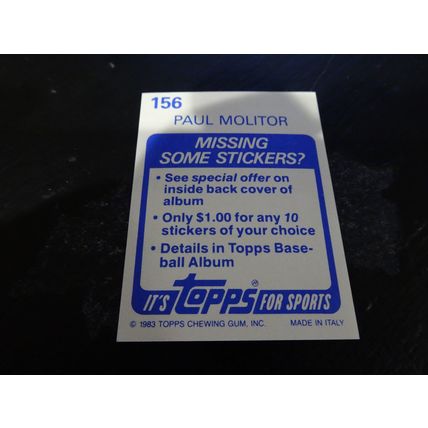 156
PAUL MOLITOR
MISSING
SOME STICKERS?
• See special offer on
inside back cover of
album
• Only $1.00 for any 10
stickers of your choice
• Details in Topps Base-
ball Album
IT'S Topps FOR SPORTS
© 1983 TOPPS CHEWING GUM, INC. MADE IN ITALY